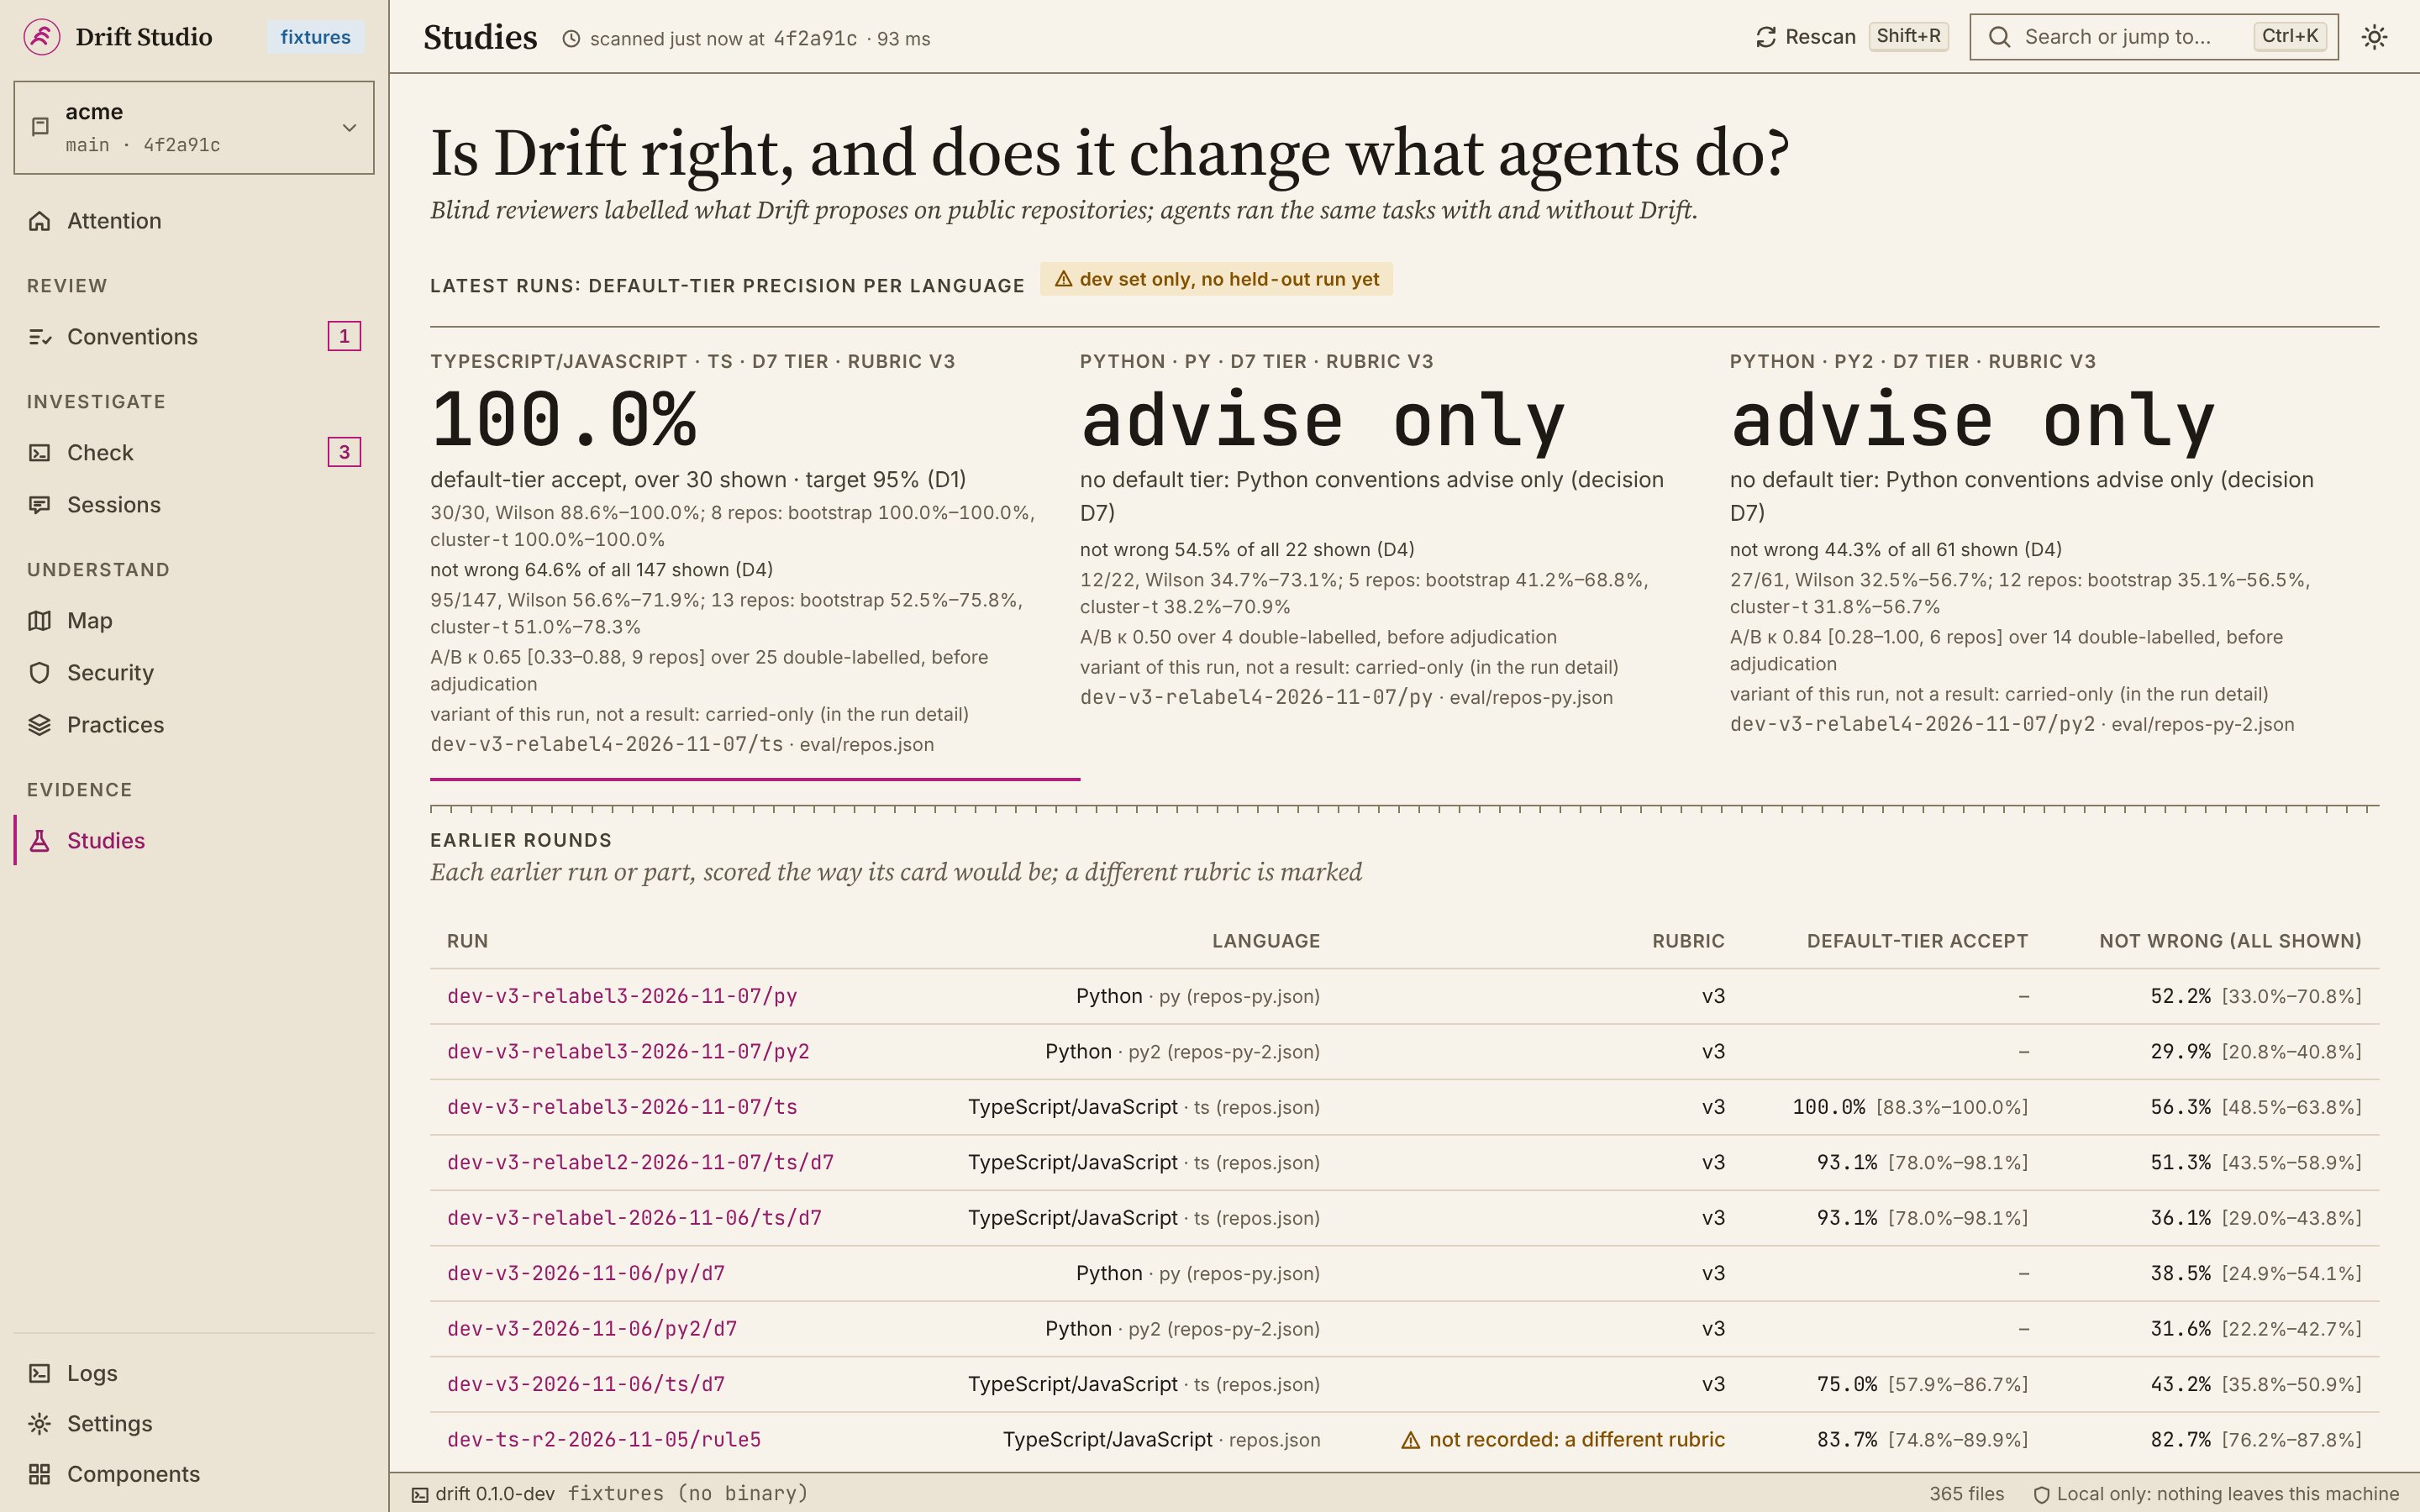 Drift Studio
fixtures
acme
main · 4f2a91c
Attention
REVIEW
Conventions 1
INVESTIGATE
Check 3
Sessions
UNDERSTAND
Map
Security
Practices
EVIDENCE
Studies
Logs
Settings
Components
Studies
scanned just now at 4f2a91c · 93 ms
Rescan Shift+R
Search or jump to... Ctrl+K
Is Drift right, and does it change what agents do?
Blind reviewers labelled what Drift proposes on public repositories; agents ran the same tasks with and without Drift.
LATEST RUNS: DEFAULT-TIER PRECISION PER LANGUAGE
dev set only, no held-out run yet
TYPESCRIPT/JAVASCRIPT · TS · D7 TIER · RUBRIC V3
100.0%
default-tier accept, over 30 shown · target 95% (D1)
30/30, Wilson 88.6%–100.0%; 8 repos: bootstrap 100.0%–100.0%,
cluster-t 100.0%–100.0%
not wrong 64.6% of all 147 shown (D4)
95/147, Wilson 56.6%–71.9%; 13 repos: bootstrap 52.5%–75.8%,
cluster-t 51.0%–78.3%
A/B κ 0.65 [0.33–0.88, 9 repos] over 25 double-labelled, before
adjudication
variant of this run, not a result: carried-only (in the run detail)
dev-v3-relabel4-2026-11-07/ts · eval/repos.json
PYTHON · PY · D7 TIER · RUBRIC V3
advise only
no default tier: Python conventions advise only (decision
D7)
not wrong 54.5% of all 22 shown (D4)
12/22, Wilson 34.7%–73.1%; 5 repos: bootstrap 41.2%–68.8%,
cluster-t 38.2%–70.9%
A/B κ 0.50 over 4 double-labelled, before adjudication
variant of this run, not a result: carried-only (in the run detail)
dev-v3-relabel4-2026-11-07/py · eval/repos-py.json
PYTHON · PY2 · D7 TIER · RUBRIC V3
advise only
no default tier: Python conventions advise only (decision
D7)
not wrong 44.3% of all 61 shown (D4)
27/61, Wilson 32.5%–56.7%; 12 repos: bootstrap 35.1%–56.5%,
cluster-t 31.8%–56.7%
A/B κ 0.84 [0.28–1.00, 6 repos] over 14 double-labelled, before
adjudication
variant of this run, not a result: carried-only (in the run detail)
dev-v3-relabel4-2026-11-07/py2 · eval/repos-py-2.json
EARLIER ROUNDS
Each earlier run or part, scored the way its card would be; a different rubric is marked
RUN LANGUAGE RUBRIC DEFAULT-TIER ACCEPT NOT WRONG (ALL SHOWN)
dev-v3-relabel3-2026-11-07/py Python · py (repos-py.json) v3 – 52.2% [33.0%–70.8%]
dev-v3-relabel3-2026-11-07/py2 Python · py2 (repos-py-2.json) v3 – 29.9% [20.8%–40.8%]
dev-v3-relabel3-2026-11-07/ts TypeScript/JavaScript · ts (repos.json) v3 100.0% [88.3%–100.0%] 56.3% [48.5%–63.8%]
dev-v3-relabel2-2026-11-07/ts/d7 TypeScript/JavaScript · ts (repos.json) v3 93.1% [78.0%–98.1%] 51.3% [43.5%–58.9%]
dev-v3-relabel-2026-11-06/ts/d7 TypeScript/JavaScript · ts (repos.json) v3 93.1% [78.0%–98.1%] 36.1% [29.0%–43.8%]
dev-v3-2026-11-06/py/d7 Python · py (repos-py.json) v3 – 38.5% [24.9%–54.1%]
dev-v3-2026-11-06/py2/d7 Python · py2 (repos-py-2.json) v3 – 31.6% [22.2%–42.7%]
dev-v3-2026-11-06/ts/d7 TypeScript/JavaScript · ts (repos.json) v3 75.0% [57.9%–86.7%] 43.2% [35.8%–50.9%]
dev-ts-r2-2026-11-05/rule5 TypeScript/JavaScript · repos.json not recorded: a different rubric 83.7% [74.8%–89.9%] 82.7% [76.2%–87.8%]
drift 0.1.0-dev fixtures (no binary)
365 files
Local only: nothing leaves this machine